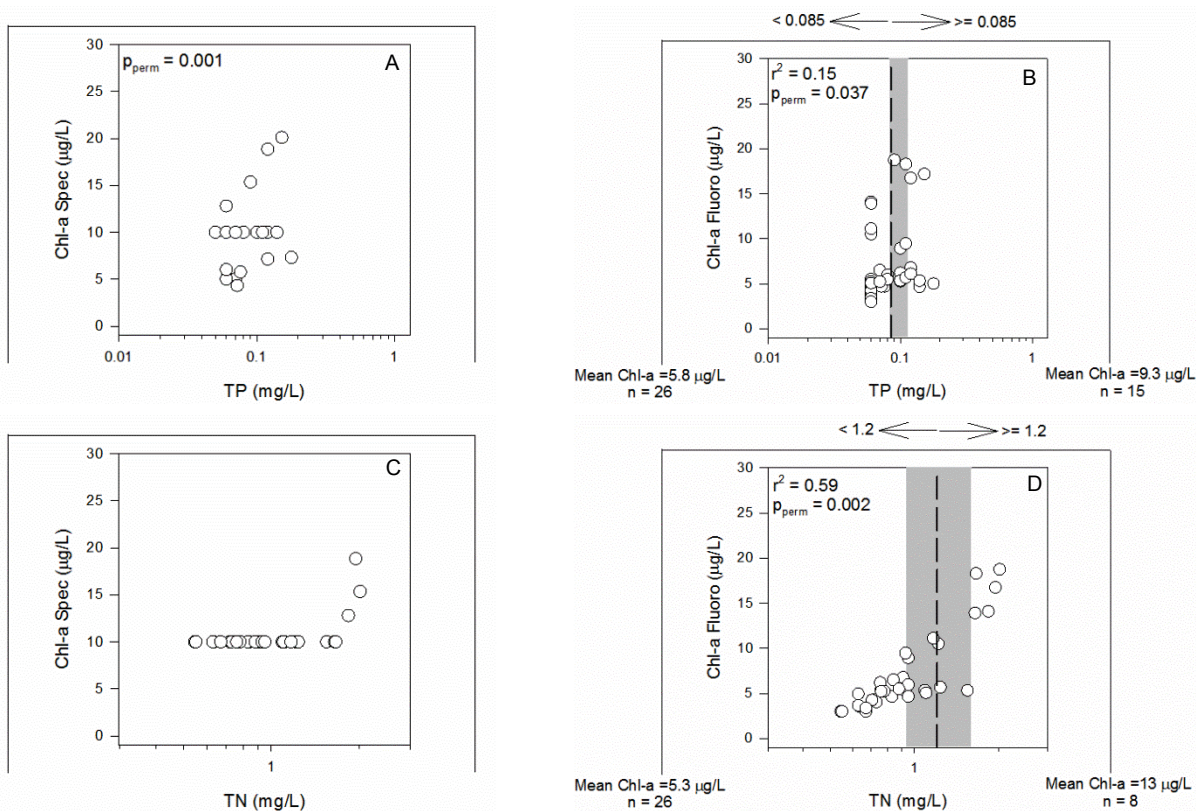 p_perm = 0.001
A
30
25
20
15
10
5
0
Chl-a Spec (µg/L)
0.01
0.1
1
TP (mg/L)
< 0.085
>= 0.085
r² = 0.15
p_perm = 0.037
B
30
25
20
15
10
5
0
Chl-a Fluoro (µg/L)
0.01
0.1
1
TP (mg/L)
Mean Chl-a =5.8 µg/L
n = 26
Mean Chl-a =9.3 µg/L
n = 15
C
30
25
20
15
10
5
0
Chl-a Spec (µg/L)
1
TN (mg/L)
< 1.2
>= 1.2
r² = 0.59
p_perm = 0.002
D
30
25
20
15
10
5
0
Chl-a Fluoro (µg/L)
1
TN (mg/L)
Mean Chl-a =5.3 µg/L
n = 26
Mean Chl-a =13 µg/L
n = 8